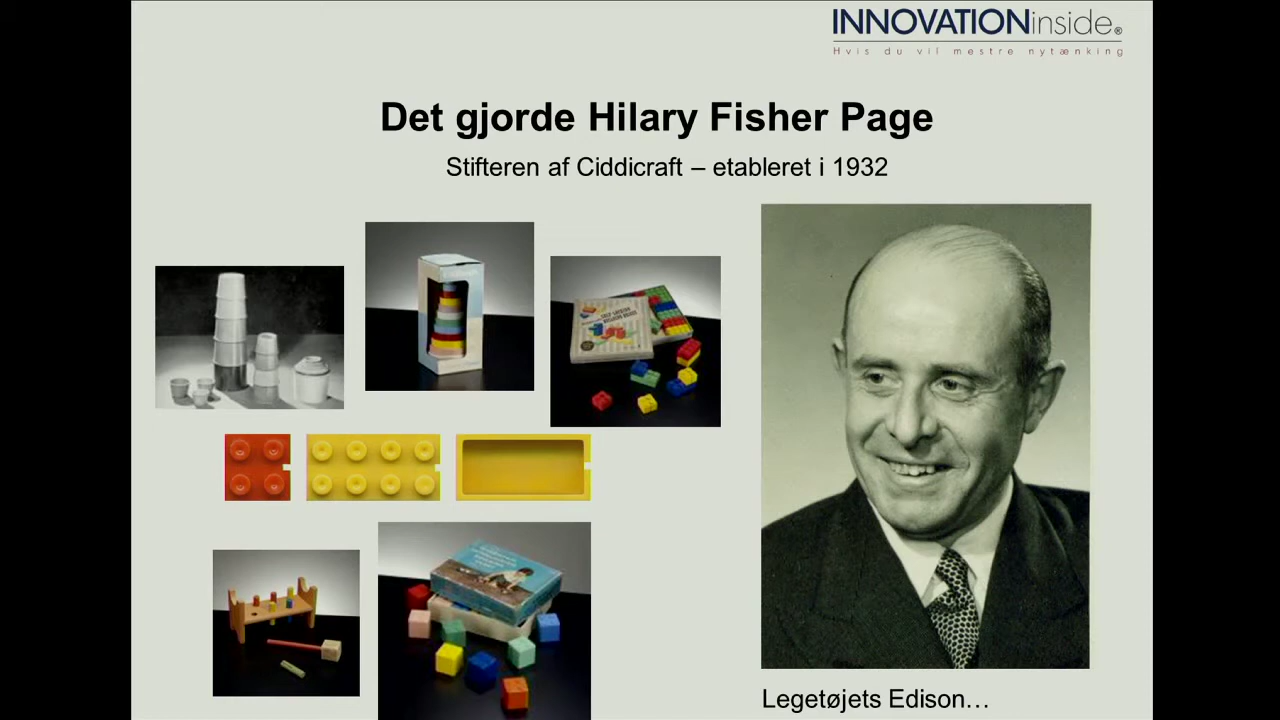 INNOVATIONinside®
Hvis du vil mestre nytænking
Det gjorde Hilary Fisher Page
Stifteren af Ciddicraft – etableret i 1932
Legetøjets Edison…